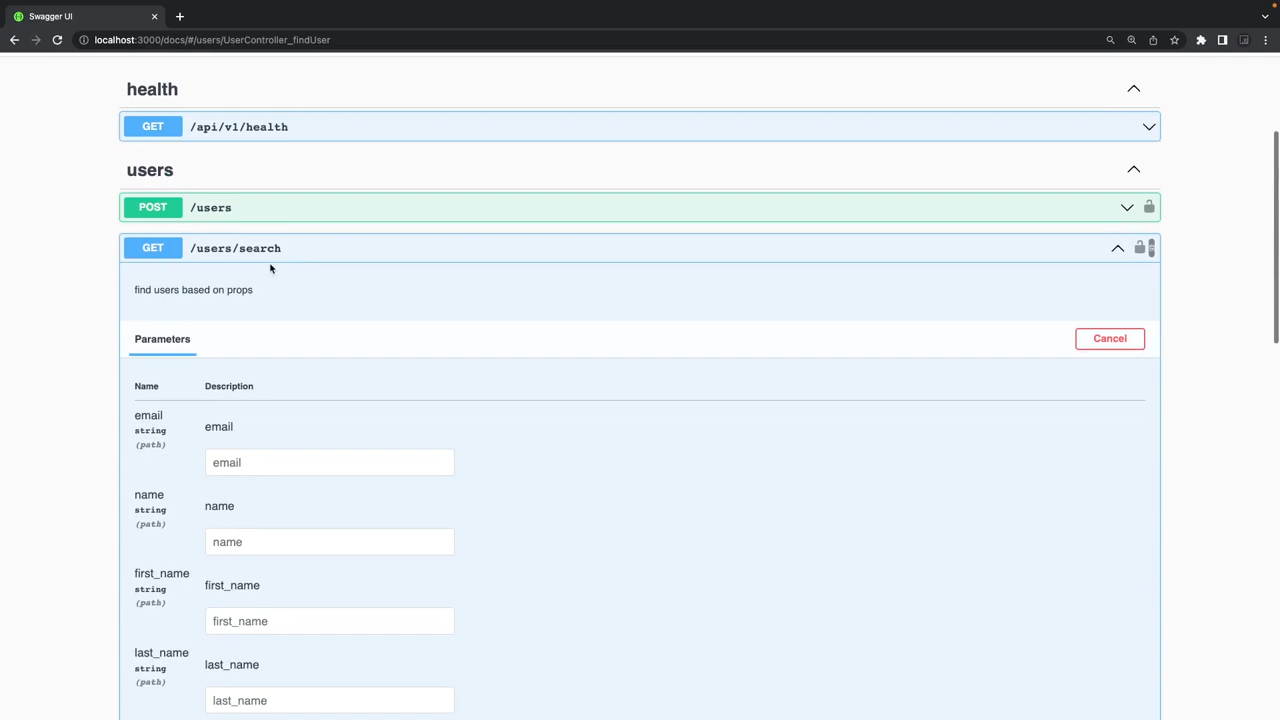 Swagger UI
localhost:3000/docs/#/users/UserController_findUser
health
GET /api/v1/health
users
POST /users
GET /users/search
find users based on props
Parameters
Cancel
Name Description
email
string
(path)
email
email
name
string
(path)
name
name
first_name
string
(path)
first_name
first_name
last_name
string
(path)
last_name
last_name